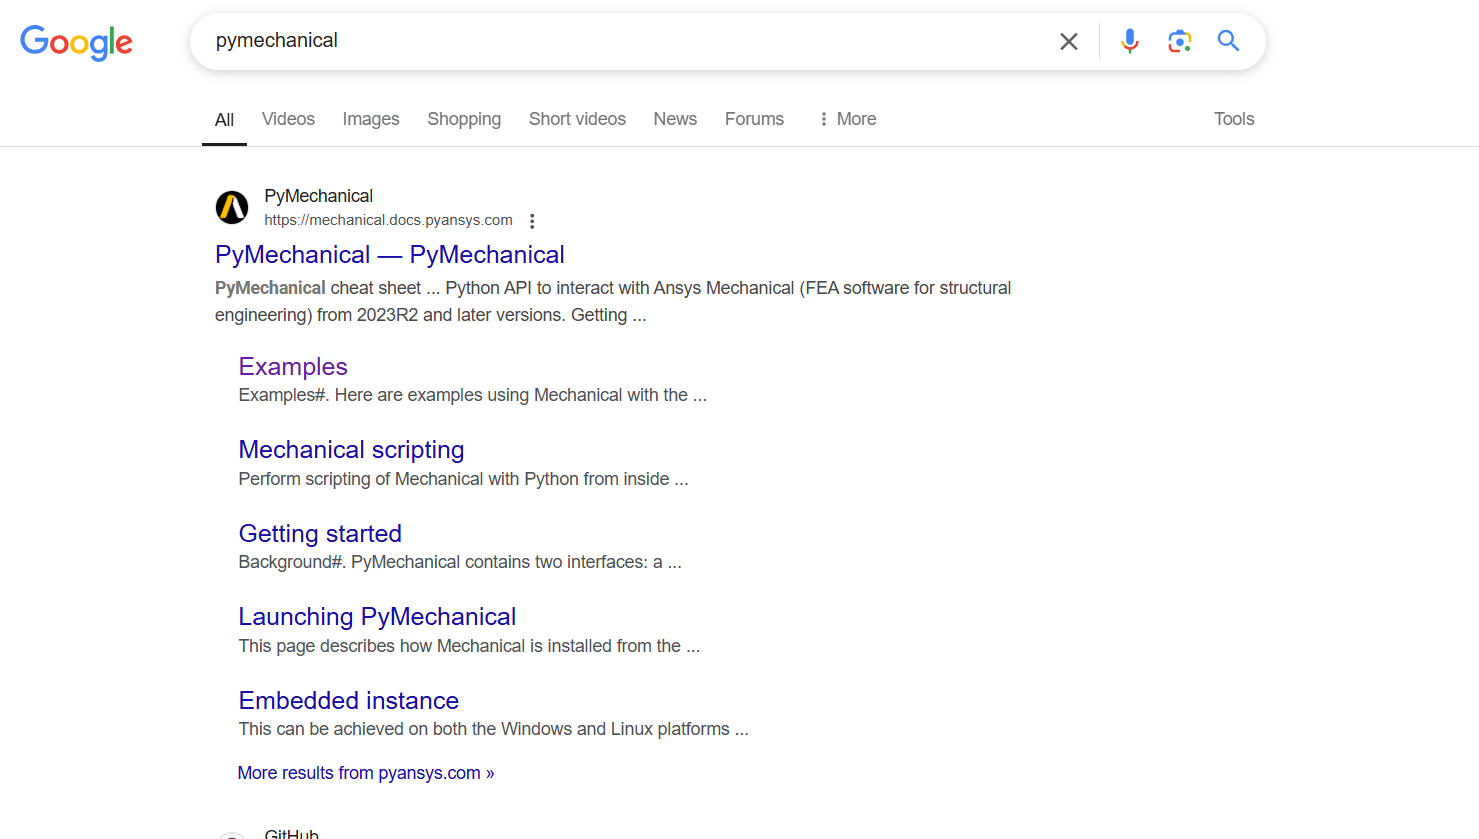 Google
pymechanical
All Videos Images Shopping Short videos News Forums More Tools
PyMechanical
https://mechanical.docs.pyansys.com
PyMechanical — PyMechanical
PyMechanical cheat sheet ... Python API to interact with Ansys Mechanical (FEA software for structural
engineering) from 2023R2 and later versions. Getting ...
Examples
Examples#. Here are examples using Mechanical with the ...
Mechanical scripting
Perform scripting of Mechanical with Python from inside ...
Getting started
Background#. PyMechanical contains two interfaces: a ...
Launching PyMechanical
This page describes how Mechanical is installed from the ...
Embedded instance
This can be achieved on both the Windows and Linux platforms ...
More results from pyansys.com »
GitHub